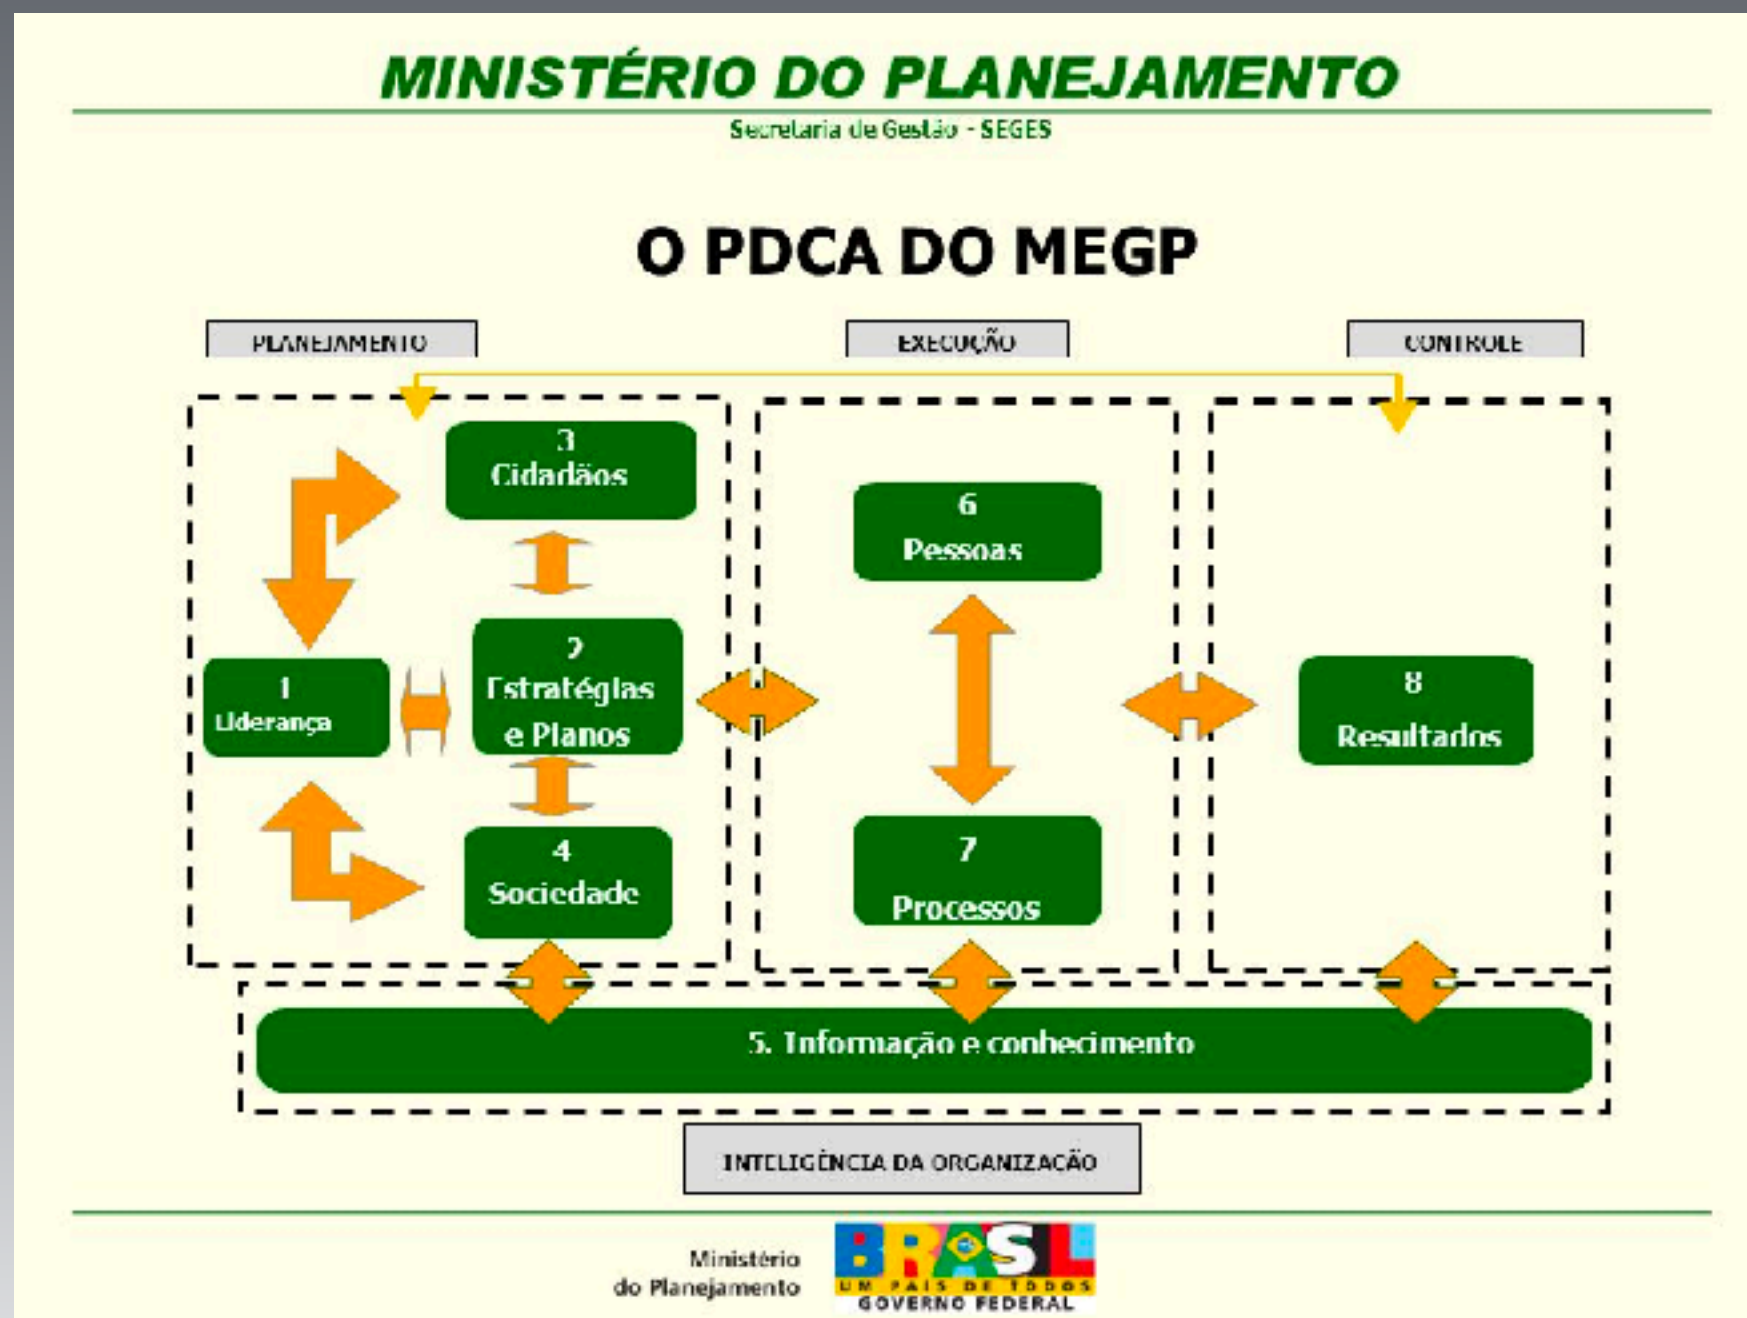 MINISTÉRIO DO PLANEJAMENTO
Secretaria de Gestão - SEGES
O PDCA DO MEGP
PLANEJAMENTO
EXECUÇÃO
CONTROLE
3
Cidadãos
6
Pessoas
2
Estratégias
e Planos
1
Liderança
8
Resultados
4
Sociedade
7
Processos
5. Informação e conhecimento
INTELIGÊNCIA DA ORGANIZAÇÃO
Ministério
do Planejamento
BRASIL
UM PAÍS DE TODOS
GOVERNO FEDERAL